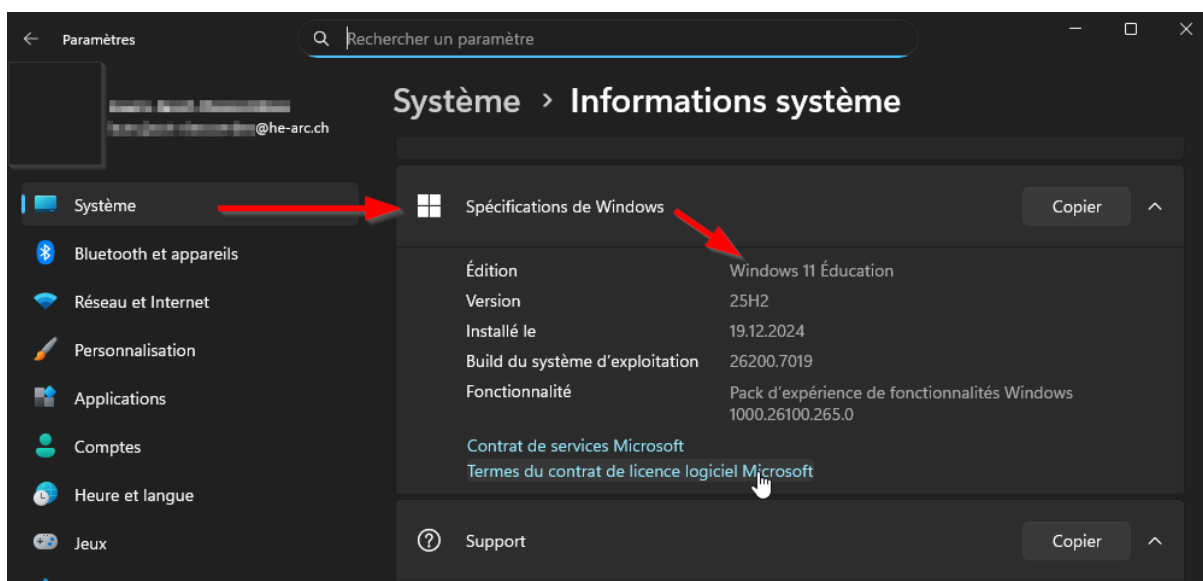 Paramètres
Rechercher un paramètre
@he-arc.ch
Système > Informations système
Système
Bluetooth et appareils
Réseau et Internet
Personnalisation
Applications
Comptes
Heure et langue
Jeux
Spécifications de Windows
Copier
Édition Windows 11 Éducation
Version 25H2
Installé le 19.12.2024
Build du système d'exploitation 26200.7019
Fonctionnalité Pack d'expérience de fonctionnalités Windows
1000.26100.265.0
Contrat de services Microsoft
Termes du contrat de licence logiciel Microsoft
Support
Copier